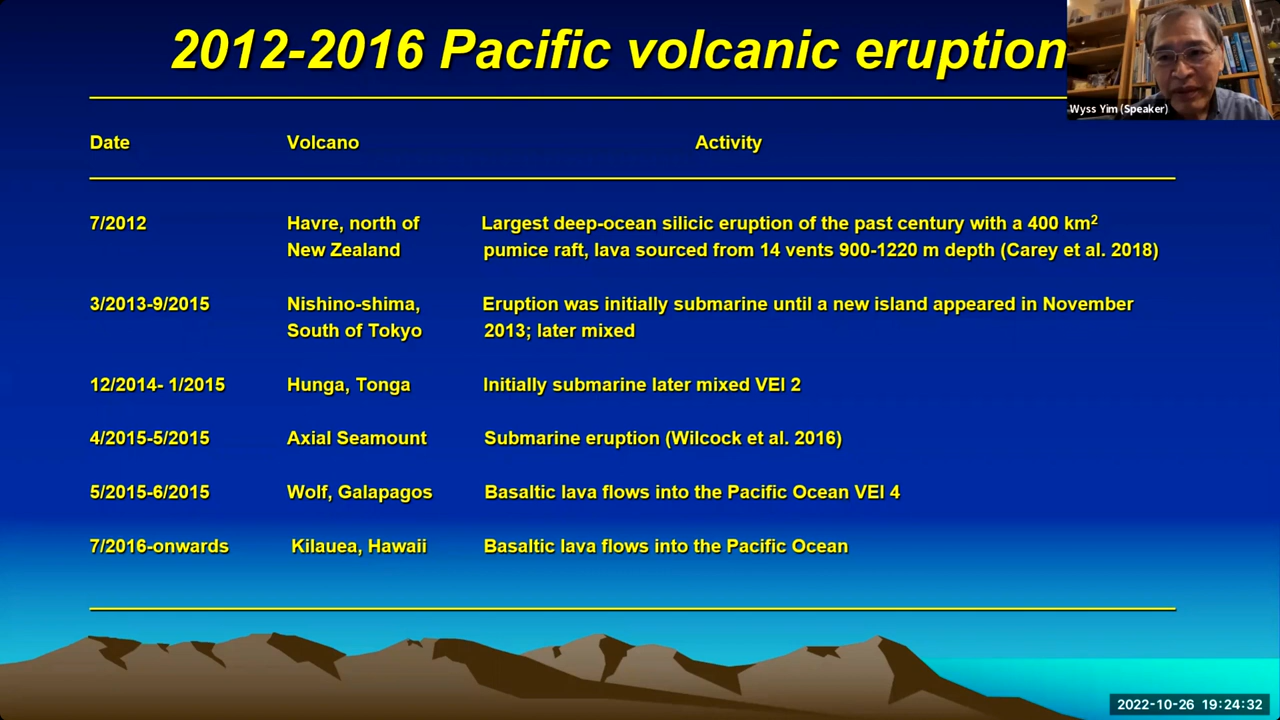 2012-2016 Pacific volcanic eruption
Wyss Yim (Speaker)
Date Volcano Activity
7/2012 Havre, north of Largest deep-ocean silicic eruption of the past century with a 400 km²
New Zealand pumice raft, lava sourced from 14 vents 900-1220 m depth (Carey et al. 2018)
3/2013-9/2015 Nishino-shima, Eruption was initially submarine until a new island appeared in November
South of Tokyo 2013; later mixed
12/2014- 1/2015 Hunga, Tonga Initially submarine later mixed VEI 2
4/2015-5/2015 Axial Seamount Submarine eruption (Wilcock et al. 2016)
5/2015-6/2015 Wolf, Galapagos Basaltic lava flows into the Pacific Ocean VEI 4
7/2016-onwards Kilauea, Hawaii Basaltic lava flows into the Pacific Ocean
2022-10-26 19:24:32